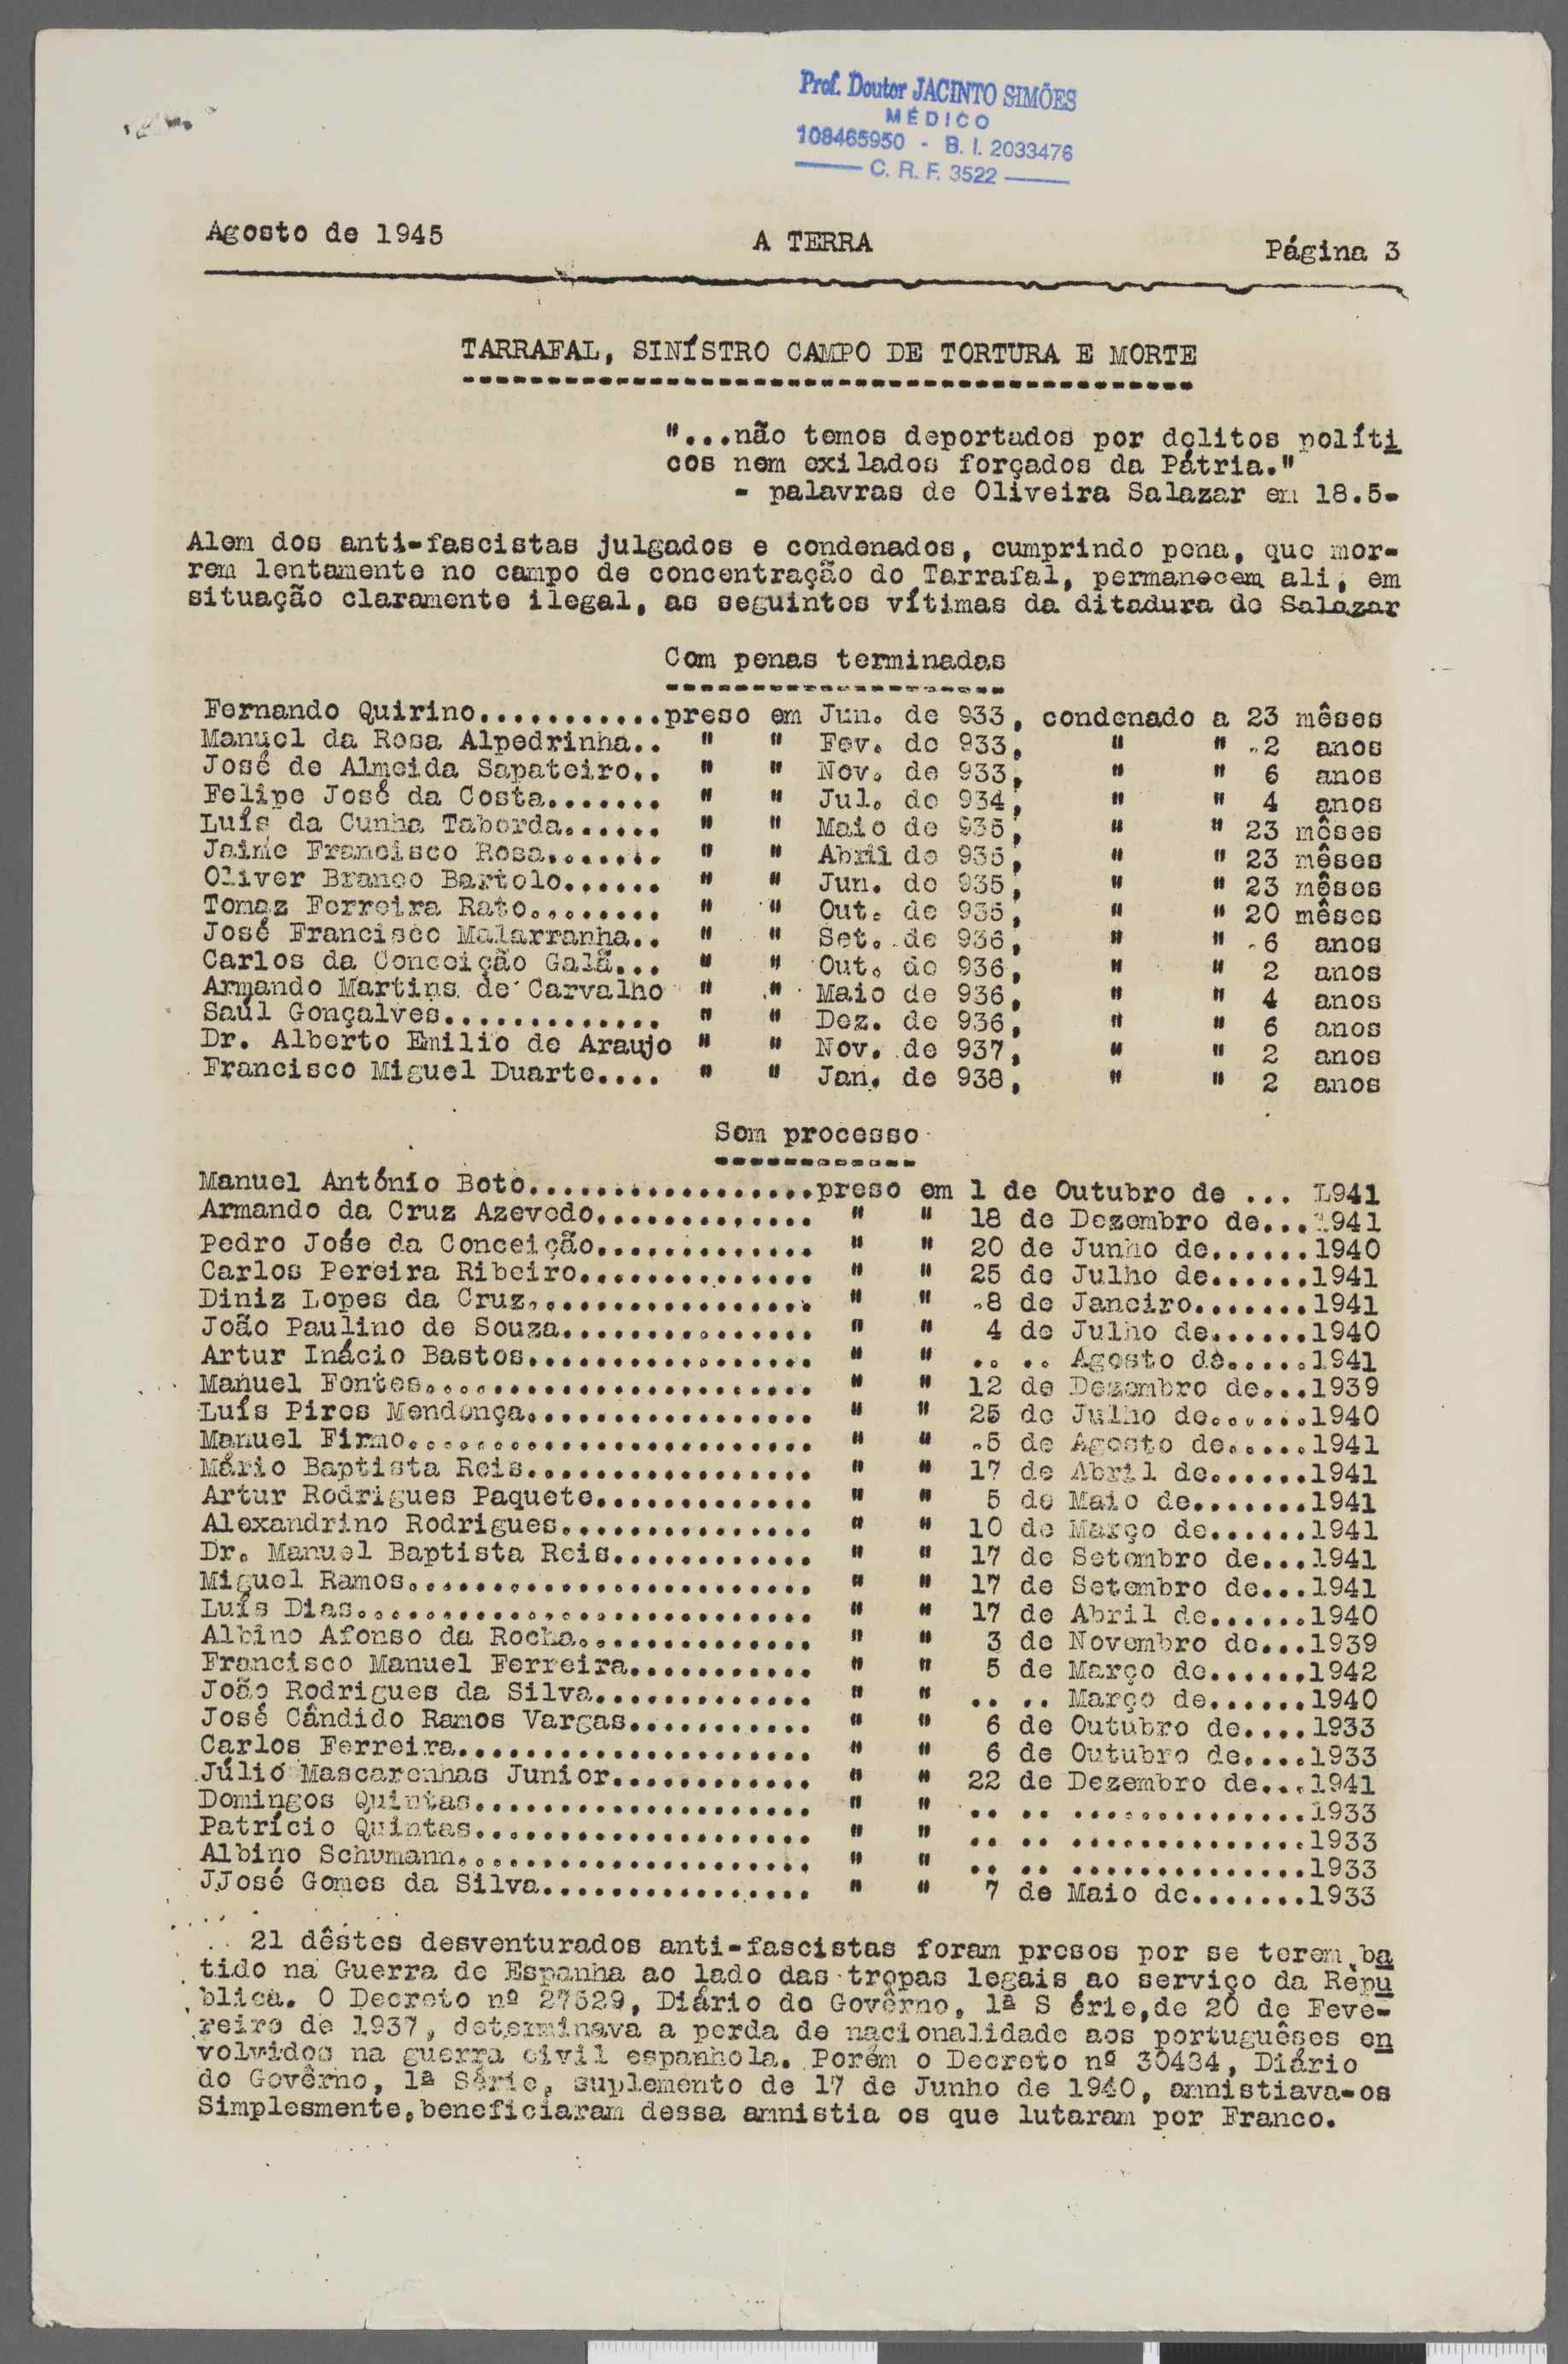 Prof. Doutor JACINTO SIMÕES
MÉDICO
108465950 - B. I. 2033476
C. R. F. 3522
Agosto de 1945 A TERRA Página 3
TARRAFAL, SINÍSTRO CAMPO DE TORTURA E MORTE
"...não temos deportados por delitos políti
cos nem exilados forçados da Pátria."
- palavras de Oliveira Salazar em 18.5-
Alem dos anti-fascistas julgados e condenados, cumprindo pena, que mor-
rem lentamente no campo de concentração do Tarrafal, permanecem ali, em
situação claramente ilegal, as seguintes vítimas da ditadura de Salazar
Com penas terminadas
Fernando Quirino...........preso em Jun. de 933, condenado a 23 mêses
Manuel da Rosa Alpedrinha.. " " Fev. de 933, " " .2 anos
José de Almeida Sapateiro.. " " Nov. de 933, " " 6 anos
Felipe José da Costa....... " " Jul. de 934, " " 4 anos
Luís da Cunha Taborda...... " " Maio de 935, " " 23 mêses
Jaime Francisco Rosa....... " " Abril de 935, " " 23 mêses
Oliver Branco Bartolo...... " " Jun. de 935, " " 23 mêses
Tomaz Ferreira Rato........ " " Out. de 935, " " 20 mêses
José Francisco Malarranha.. " " Set. de 936, " " .6 anos
Carlos da Conceição Galã... " " Out. de 936, " " 2 anos
Armando Martins de Carvalho " " Maio de 936, " " 4 anos
Saúl Gonçalves............. " " Dez. de 936, " " 6 anos
Dr. Alberto Emilio de Araujo " " Nov. de 937, " " 2 anos
Francisco Miguel Duarte.... " " Jan. de 938, " " 2 anos
Sem processo
Manuel António Boto.................preso em 1 de Outubro de ... 1941
Armando da Cruz Azevedo............. " " 18 de Dezembro de...1941
Pedro José da Conceição............. " " 20 de Junho de......1940
Carlos Pereira Ribeiro.............. " " 25 de Julho de......1941
Diniz Lopes da Cruz................. " " .8 de Janeiro.......1941
João Paulino de Souza............... " " 4 de Julho de......1940
Artur Inácio Bastos................. " " .. .. Agosto de.....1941
Manuel Fontes....................... " " 12 de Dezembro de...1939
Luís Pires Mendonça................. " " 25 de Julho de......1940
Manuel Firmo........................ " " .5 de Agosto de.....1941
Mário Baptista Reis................. " " 17 de Abril de......1941
Artur Rodrigues Paquete............. " " 5 de Maio de.......1941
Alexandrino Rodrigues............... " " 10 de Março de......1941
Dr. Manuel Baptista Reis............ " " 17 de Setembro de...1941
Miguel Ramos........................ " " 17 de Setembro de...1941
Luís Dias........................... " " 17 de Abril de......1940
Albino Afonso da Rocha.............. " " 3 de Novembro de...1939
Francisco Manuel Ferreira........... " " 5 de Março de......1942
João Rodrigues da Silva............. " " .. .. Março de......1940
José Cândido Ramos Vargas........... " " 6 de Outubro de....1933
Carlos Ferreira..................... " " 6 de Outubro de....1933
Júlio Mascarenhas Junior............ " " 22 de Dezembro de...1941
Domingos Quintas.................... " " .. .. ..............1933
Patrício Quintas.................... " " .. .. ..............1933
Albino Schumann..................... " " .. .. ..............1933
JJosé Gomes da Silva................ " " 7 de Maio de.......1933
21 dêstes desventurados anti-fascistas foram presos por se terem ba
tido na Guerra de Espanha ao lado das tropas legais ao serviço da Repú
blica. O Decreto nº 27529, Diário do Govêrno, 1ª S érie,de 20 de Feve-
reiro de 1937, determinava a perda de nacionalidade aos portuguêses en
volvidos na guerra civil espanhola. Porém o Decreto nº 30484, Diário
do Govêrno, 1ª Série, suplemento de 17 de Junho de 1940, amnistiava-os
Simplesmente,beneficiaram dessa amnistia os que lutaram por Franco.